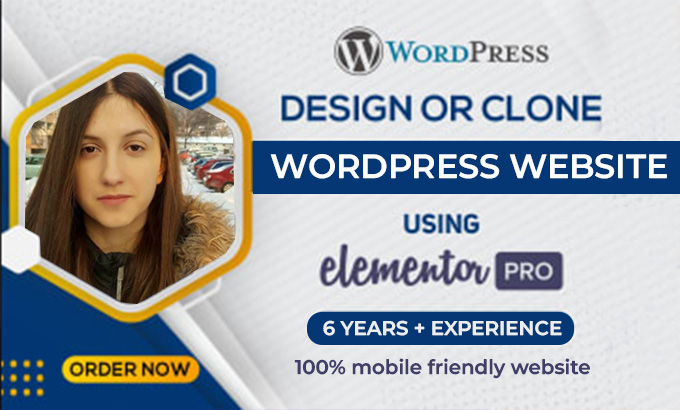 WORDPRESS
DESIGN OR CLONE
WORDPRESS WEBSITE
USING
elementor PRO
6 YEARS + EXPERIENCE
100% mobile friendly website
ORDER NOW